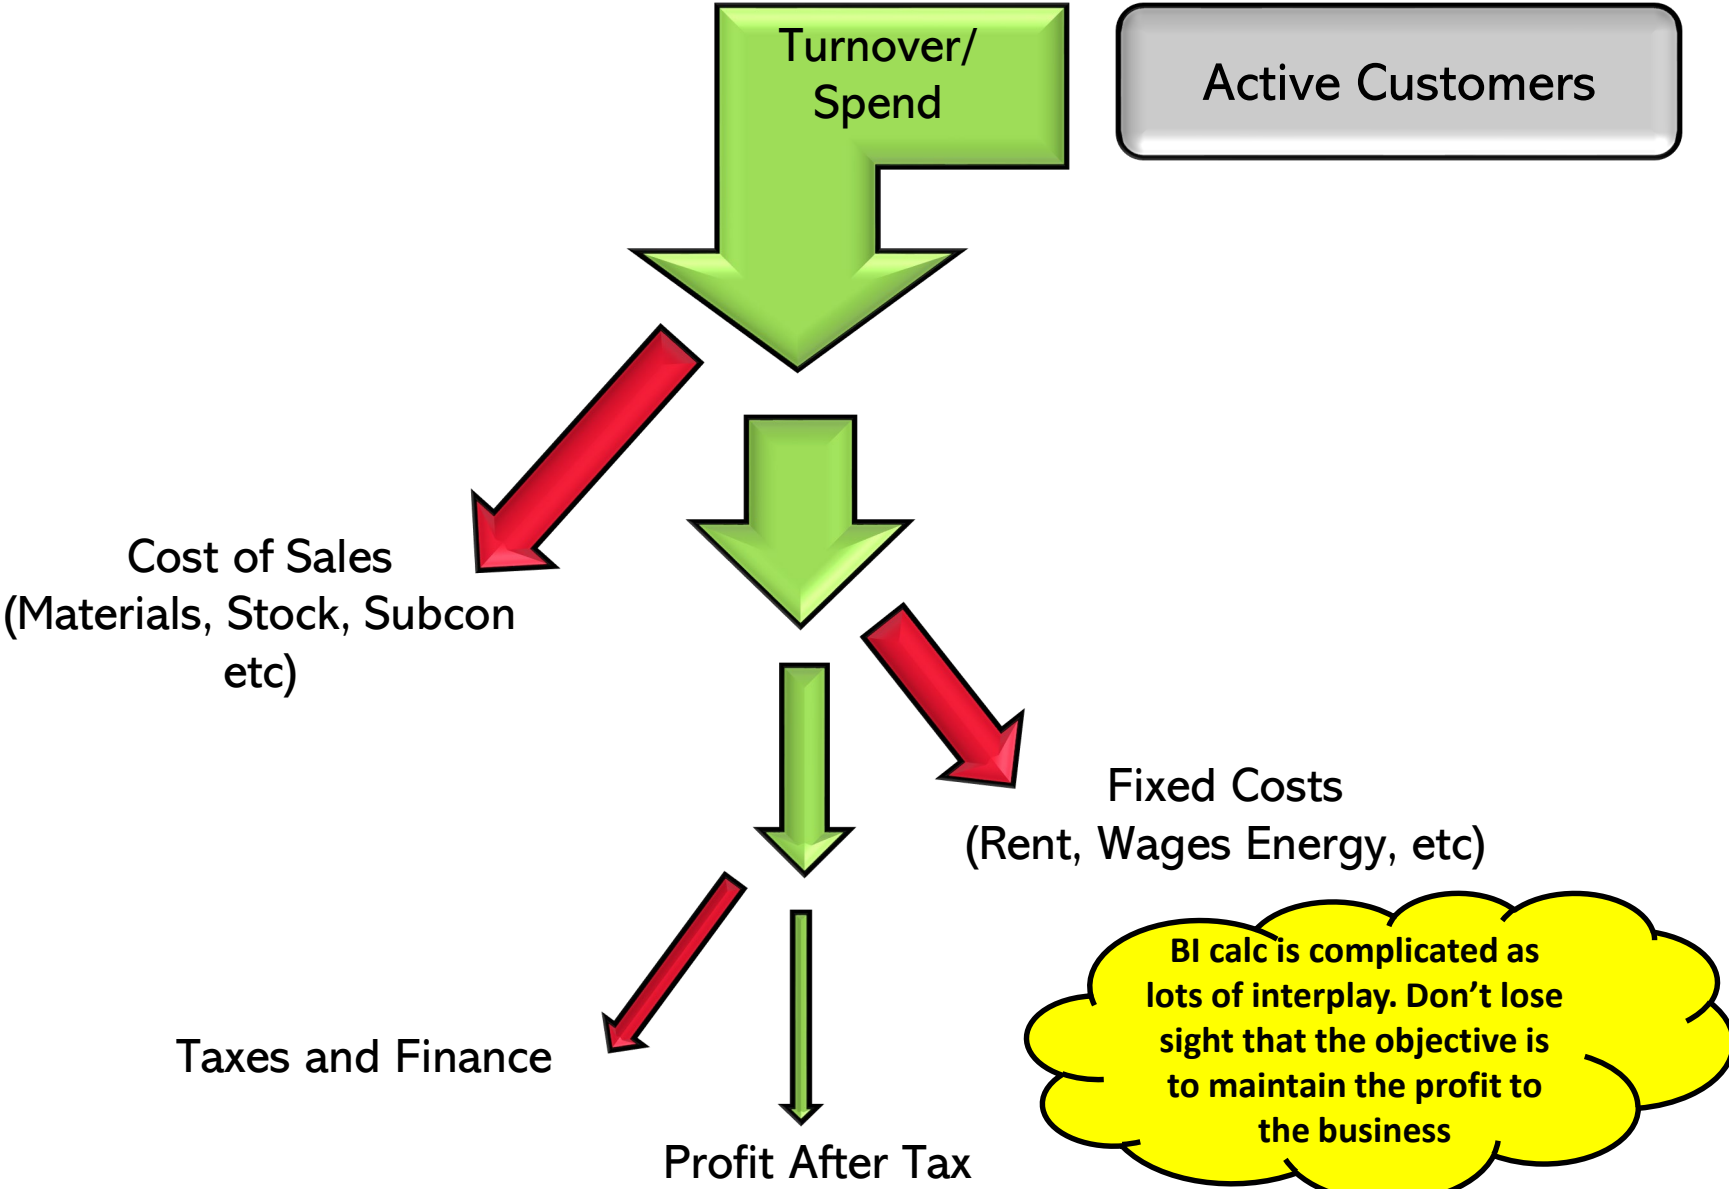 Turnover/
Spend
Active Customers
Cost of Sales
(Materials, Stock, Subcon
etc)
Fixed Costs
(Rent, Wages Energy, etc)
BI calc is complicated as
lots of interplay. Don’t lose
sight that the objective is
to maintain the profit to
the business
Taxes and Finance
Profit After Tax